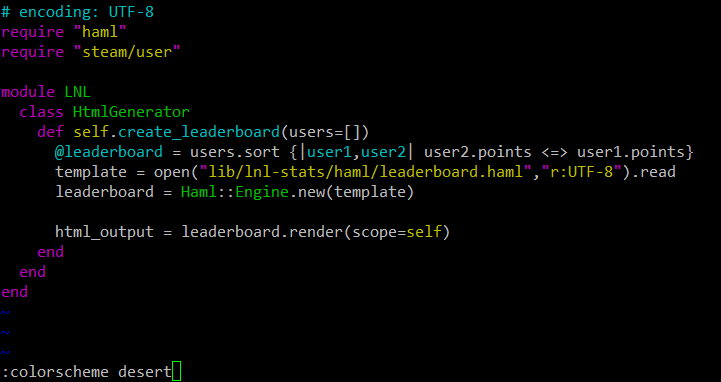 # encoding: UTF-8
require "haml"
require "steam/user"

module LNL
  class HtmlGenerator
    def self.create_leaderboard(users=[])
      @leaderboard = users.sort {|user1,user2| user2.points <=> user1.points}
      template = open("lib/lnl-stats/haml/leaderboard.haml","r:UTF-8").read
      leaderboard = Haml::Engine.new(template)

      html_output = leaderboard.render(scope=self)
    end
  end
end
~
~
~
:colorscheme desert